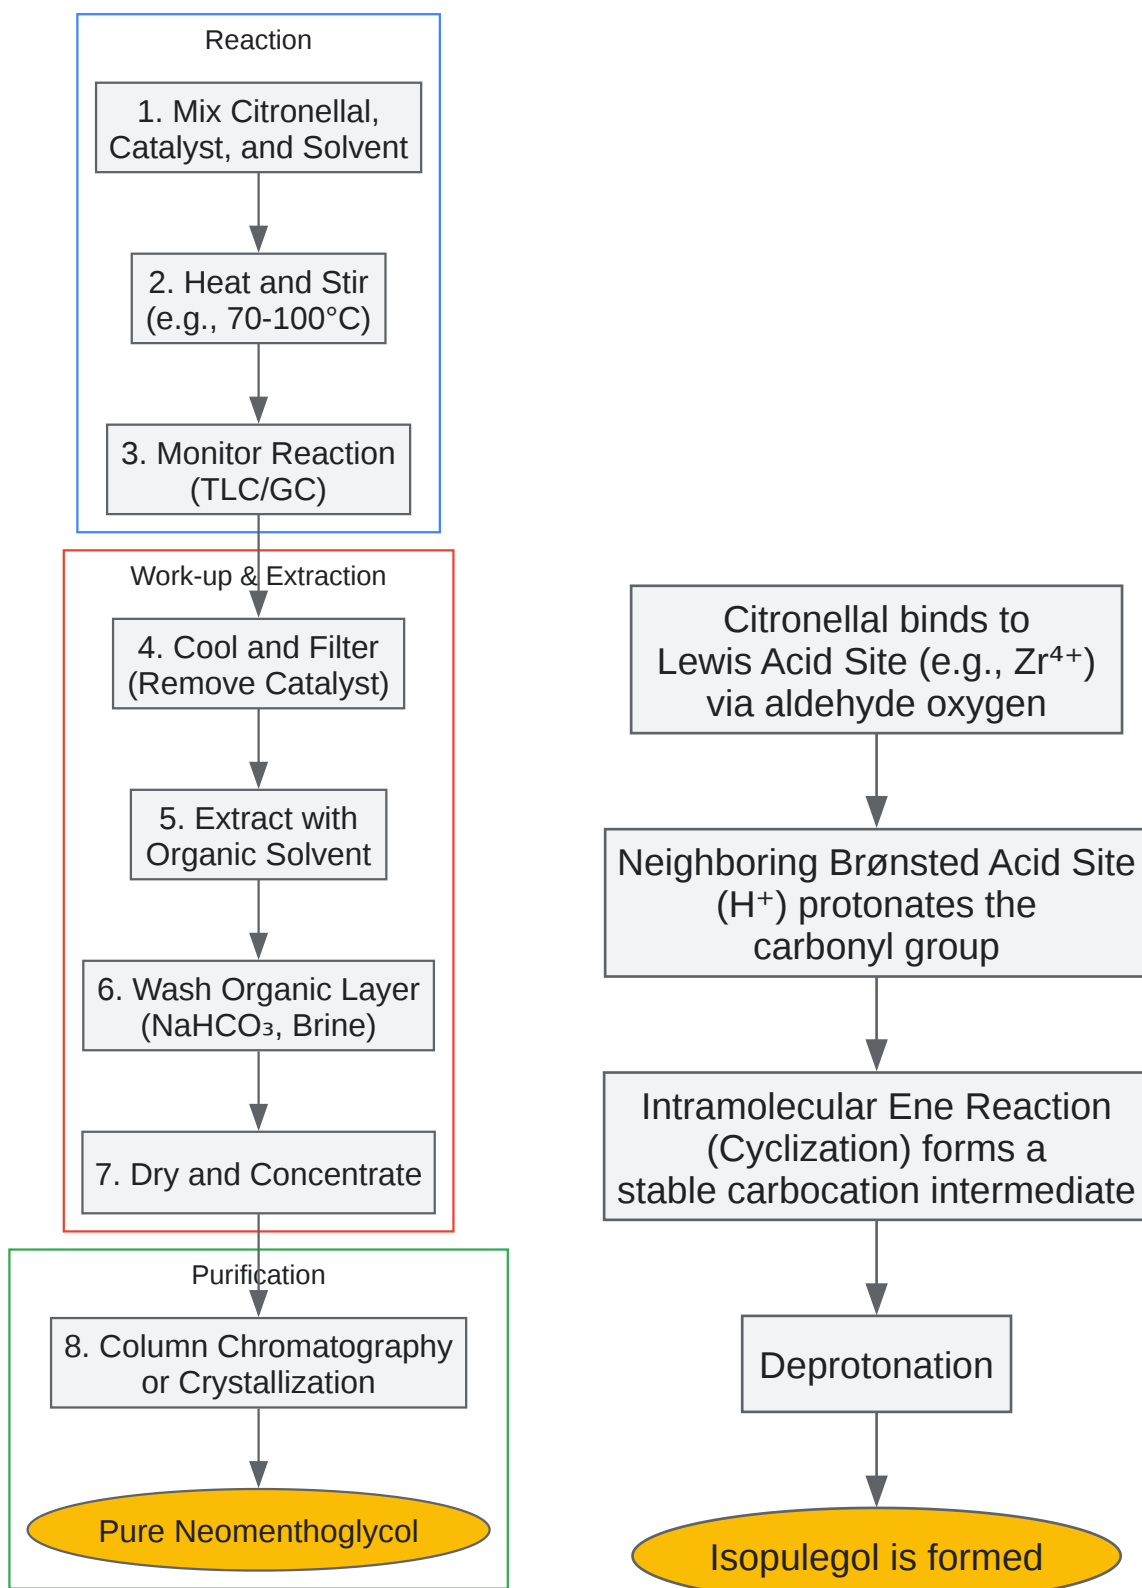 Reaction
1. Mix Citronellal,
Catalyst, and Solvent
2. Heat and Stir
(e.g., 70-100°C)
3. Monitor Reaction
(TLC/GC)
Work-up & Extraction
4. Cool and Filter
(Remove Catalyst)
5. Extract with
Organic Solvent
6. Wash Organic Layer
(NaHCO₃, Brine)
7. Dry and Concentrate
Purification
8. Column Chromatography
or Crystallization
Pure Neomenthoglycol
Citronellal binds to
Lewis Acid Site (e.g., Zr⁴⁺)
via aldehyde oxygen
Neighboring Brønsted Acid Site
(H⁺) protonates the
carbonyl group
Intramolecular Ene Reaction
(Cyclization) forms a
stable carbocation intermediate
Deprotonation
Isopulegol is formed